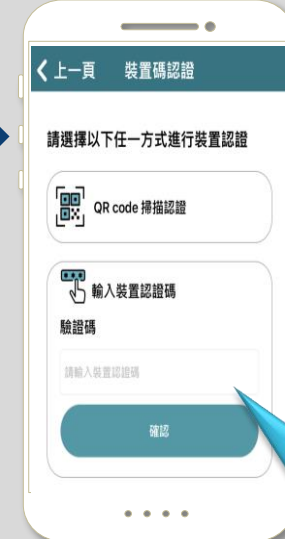 上一頁 裝置碼認證
請選擇以下任一方式進行裝置認證
QR code 掃描認證
輸入裝置認證碼
驗證碼
請輸入裝置認證碼
確認